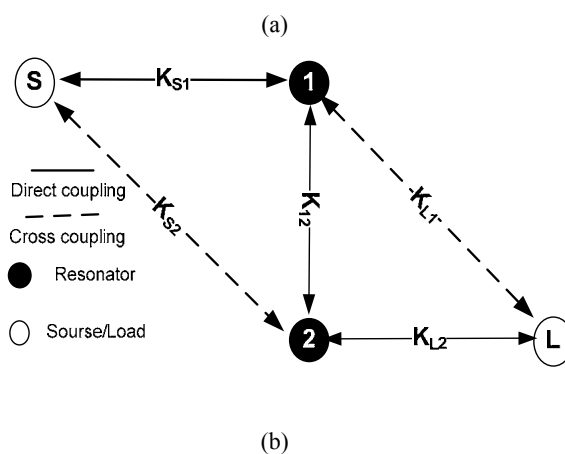 (a)
S
K_S1
1
Direct coupling
Cross coupling
Resonator
Sourse/Load
K_S2
K_12
K_L1
2
K_L2
L
(b)